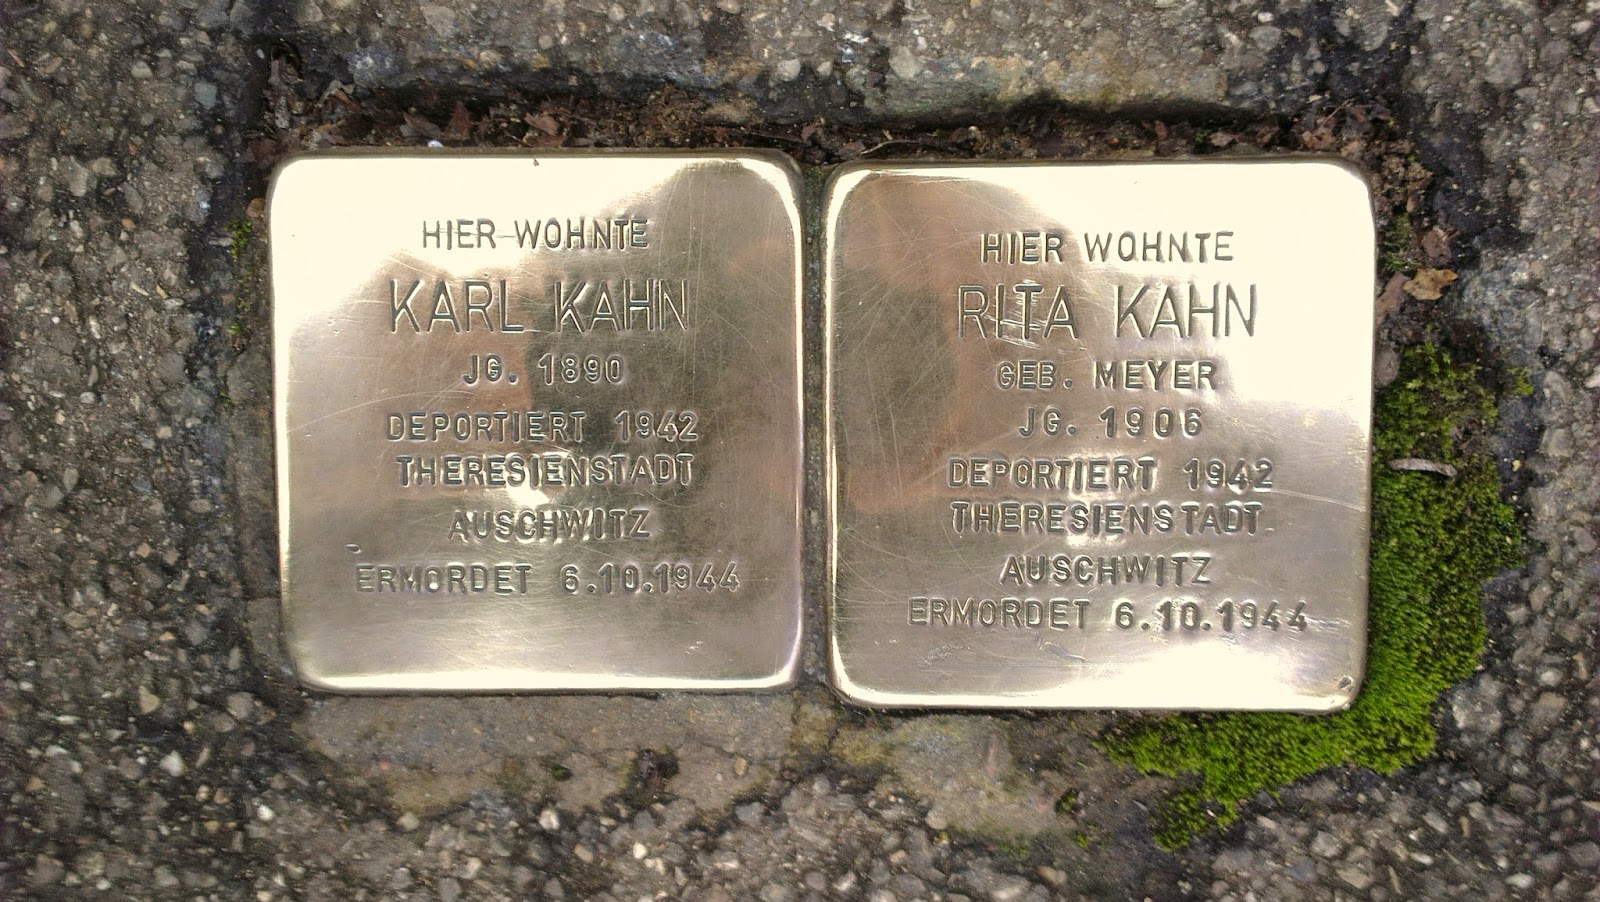 HIER WOHNTE
KARL KAHN
JG. 1890
DEPORTIERT 1942
THERESIENSTADT
AUSCHWITZ
ERMORDET 6.10.1944
HIER WOHNTE
RITA KAHN
GEB. MEYER
JG. 1906
DEPORTIERT 1942
THERESIENSTADT
AUSCHWITZ
ERMORDET 6.10.1944